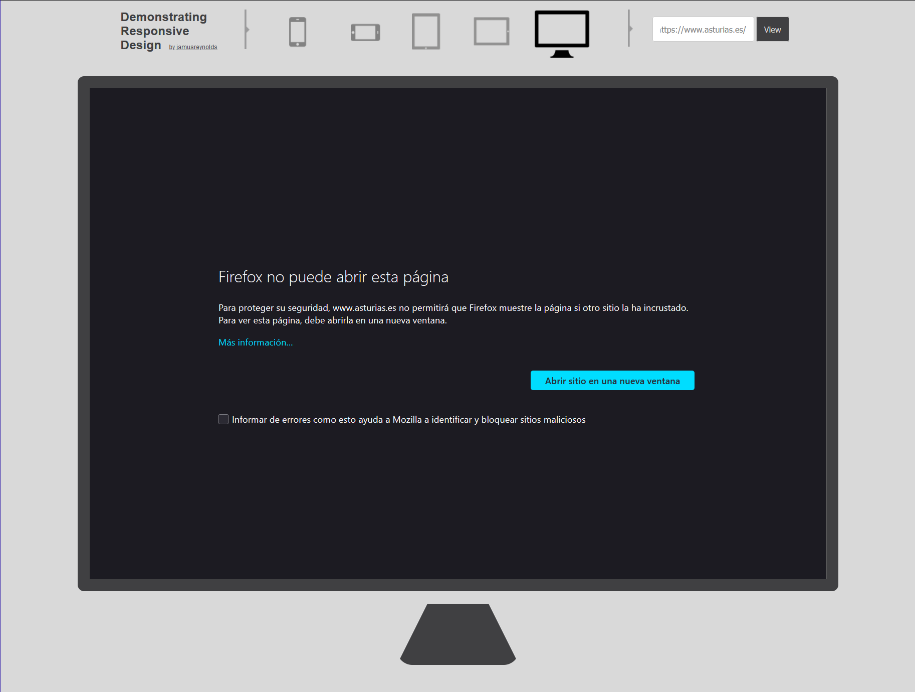 Demonstrating
Responsive
Design by jamusreynolds
ttps://www.asturias.es/
View
Firefox no puede abrir esta página
Para proteger su seguridad, www.asturias.es no permitirá que Firefox muestre la página si otro sitio la ha incrustado.
Para ver esta página, debe abrirla en una nueva ventana.
Más información...
Abrir sitio en una nueva ventana
Informar de errores como esto ayuda a Mozilla a identificar y bloquear sitios maliciosos